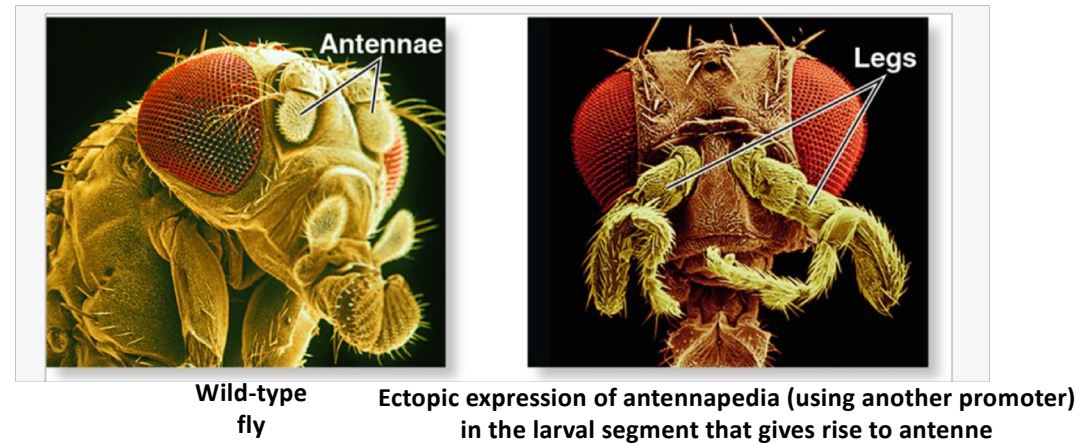 Antennae
Legs
Wild-type
fly
Ectopic expression of antennapedia (using another promoter)
in the larval segment that gives rise to antenne